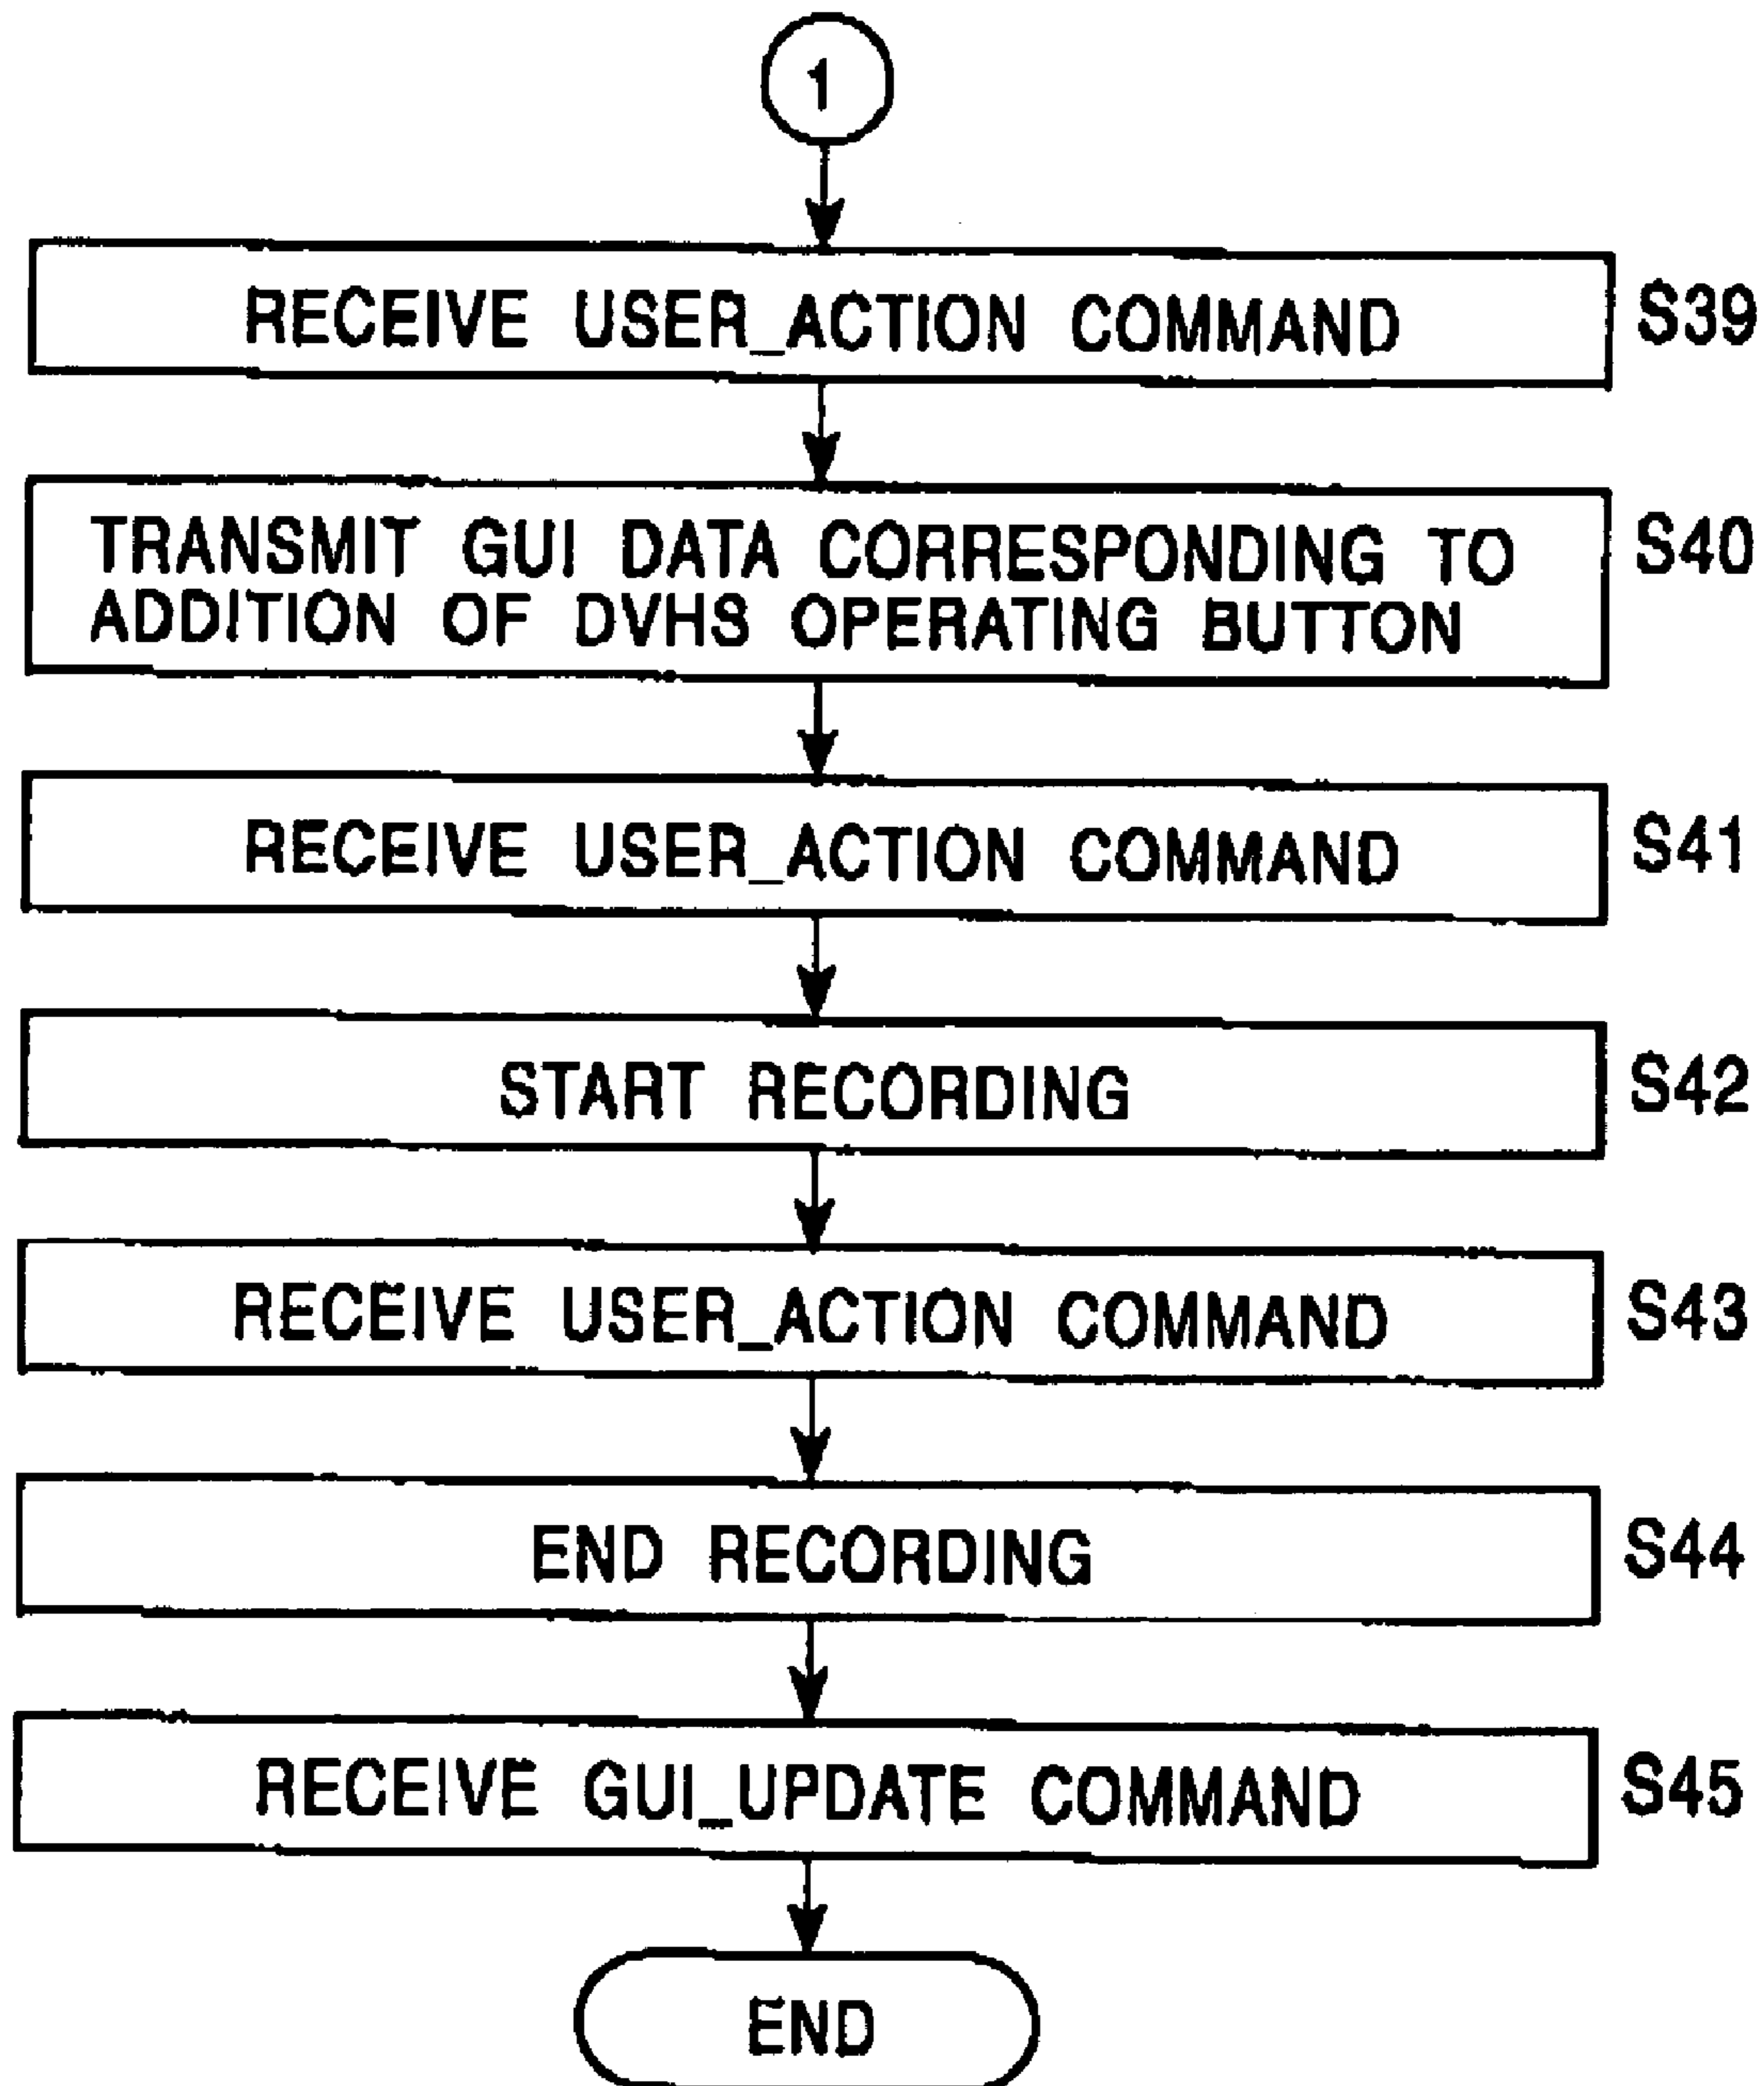 1
RECEIVE USER_ACTION COMMAND S39
TRANSMIT GUI DATA CORRESPONDING TO S40
ADDITION OF DVHS OPERATING BUTTON
RECEIVE USER_ACTION COMMAND S41
START RECORDING S42
RECEIVE USER_ACTION COMMAND S43
END RECORDING S44
RECEIVE GUI_UPDATE COMMAND S45
END